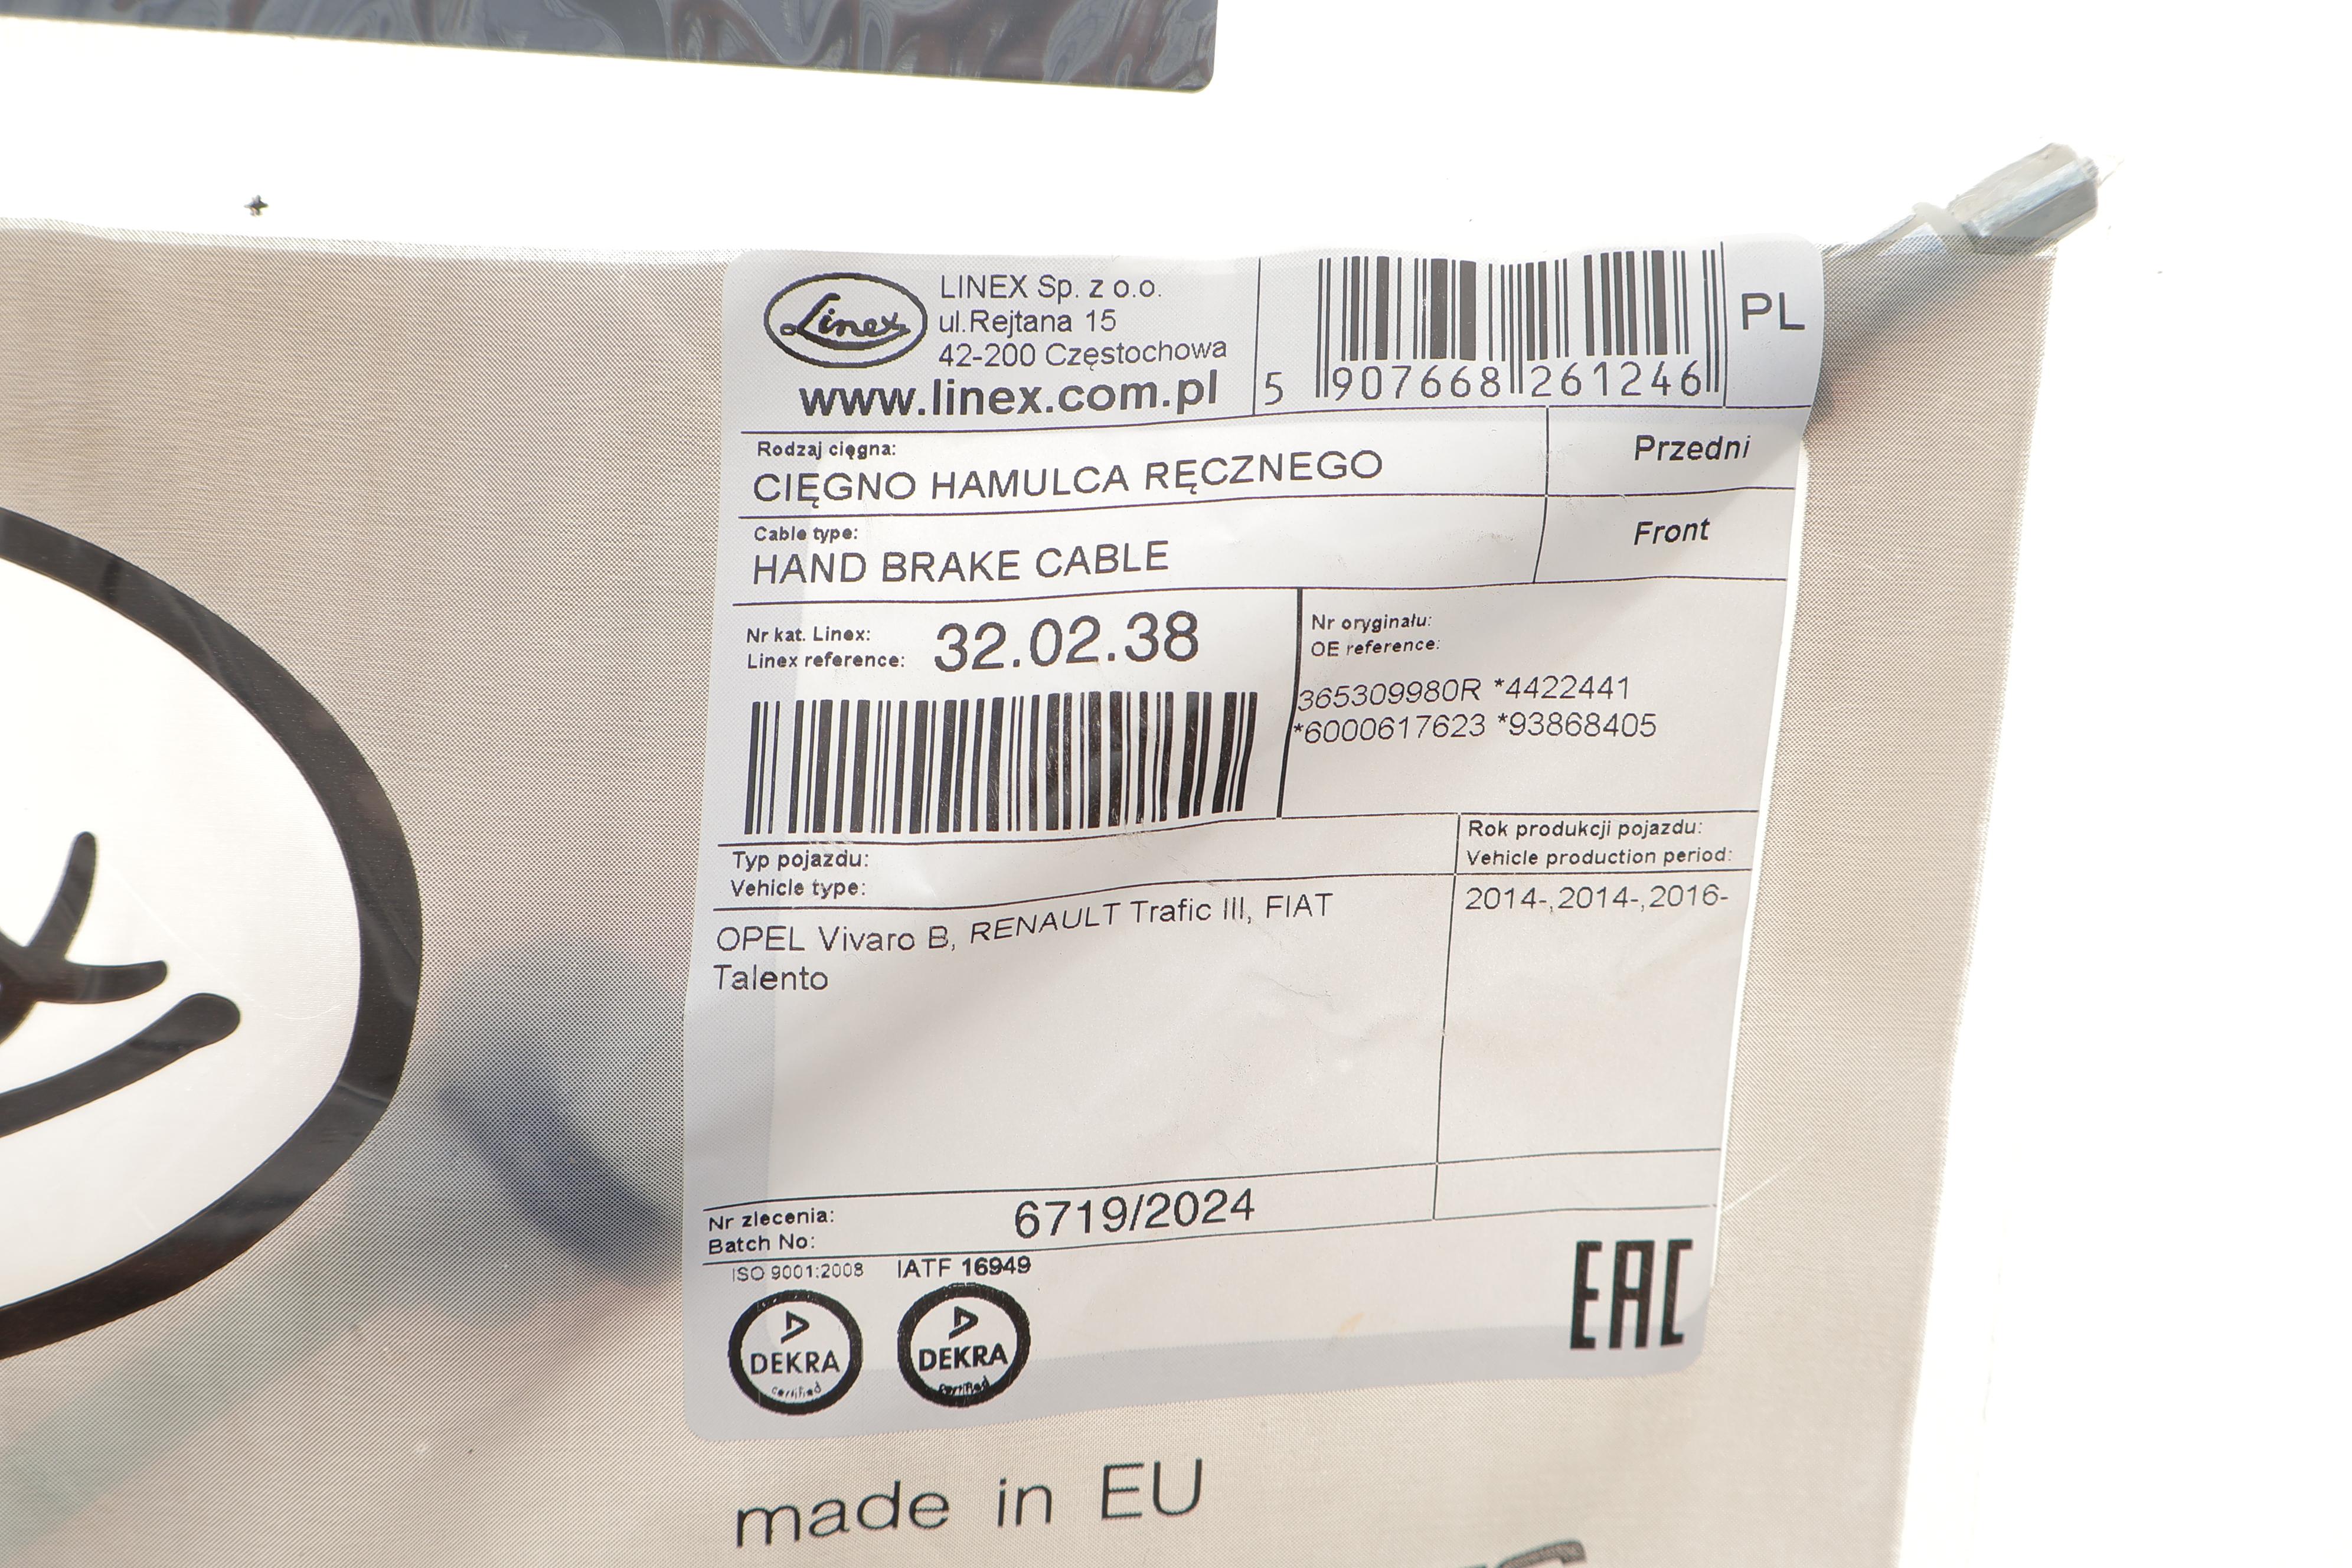 Linex
LINEX Sp. z o.o.
ul.Rejtana 15
42-200 Częstochowa
www.linex.com.pl
5 907668 261246
PL
Rodzaj cięgna:
CIĘGNO HAMULCA RĘCZNEGO
Przedni
Cable type:
HAND BRAKE CABLE
Front
Nr kat. Linex:
Linex reference:
32.02.38
Nr oryginału:
OE reference:
365309980R *4422441
*6000617623 *93868405
Typ pojazdu:
Vehicle type:
Rok produkcji pojazdu:
Vehicle production period:
OPEL Vivaro B, RENAULT Trafic III, FIAT
Talento
2014-,2014-,2016-
Nr zlecenia:
Batch No:
6719/2024
ISO 9001:2008 IATF 16949
DEKRA
certified
DEKRA
certified
EAC
made in EU